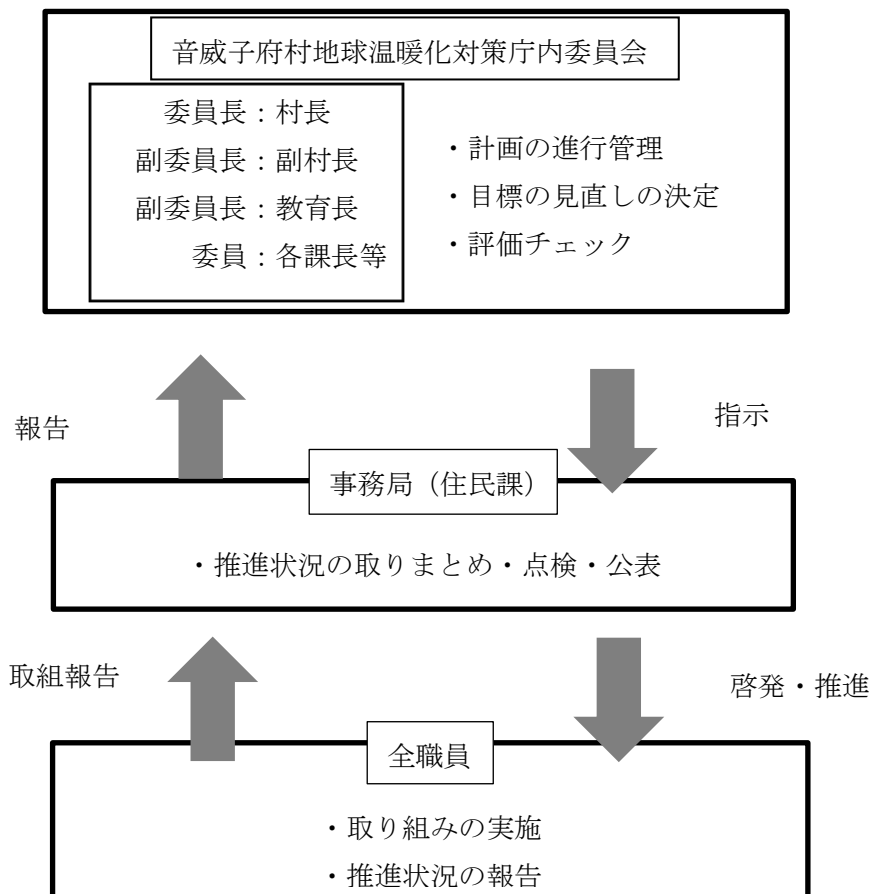 音威子府村地球温暖化対策庁内委員会
委員長：村長
副委員長：副村長
副委員長：教育長
委員：各課長等
・計画の進行管理
・目標の見直しの決定
・評価チェック
報告
指示
事務局（住民課）
・推進状況の取りまとめ・点検・公表
取組報告
啓発・推進
全職員
・取り組みの実施
・推進状況の報告